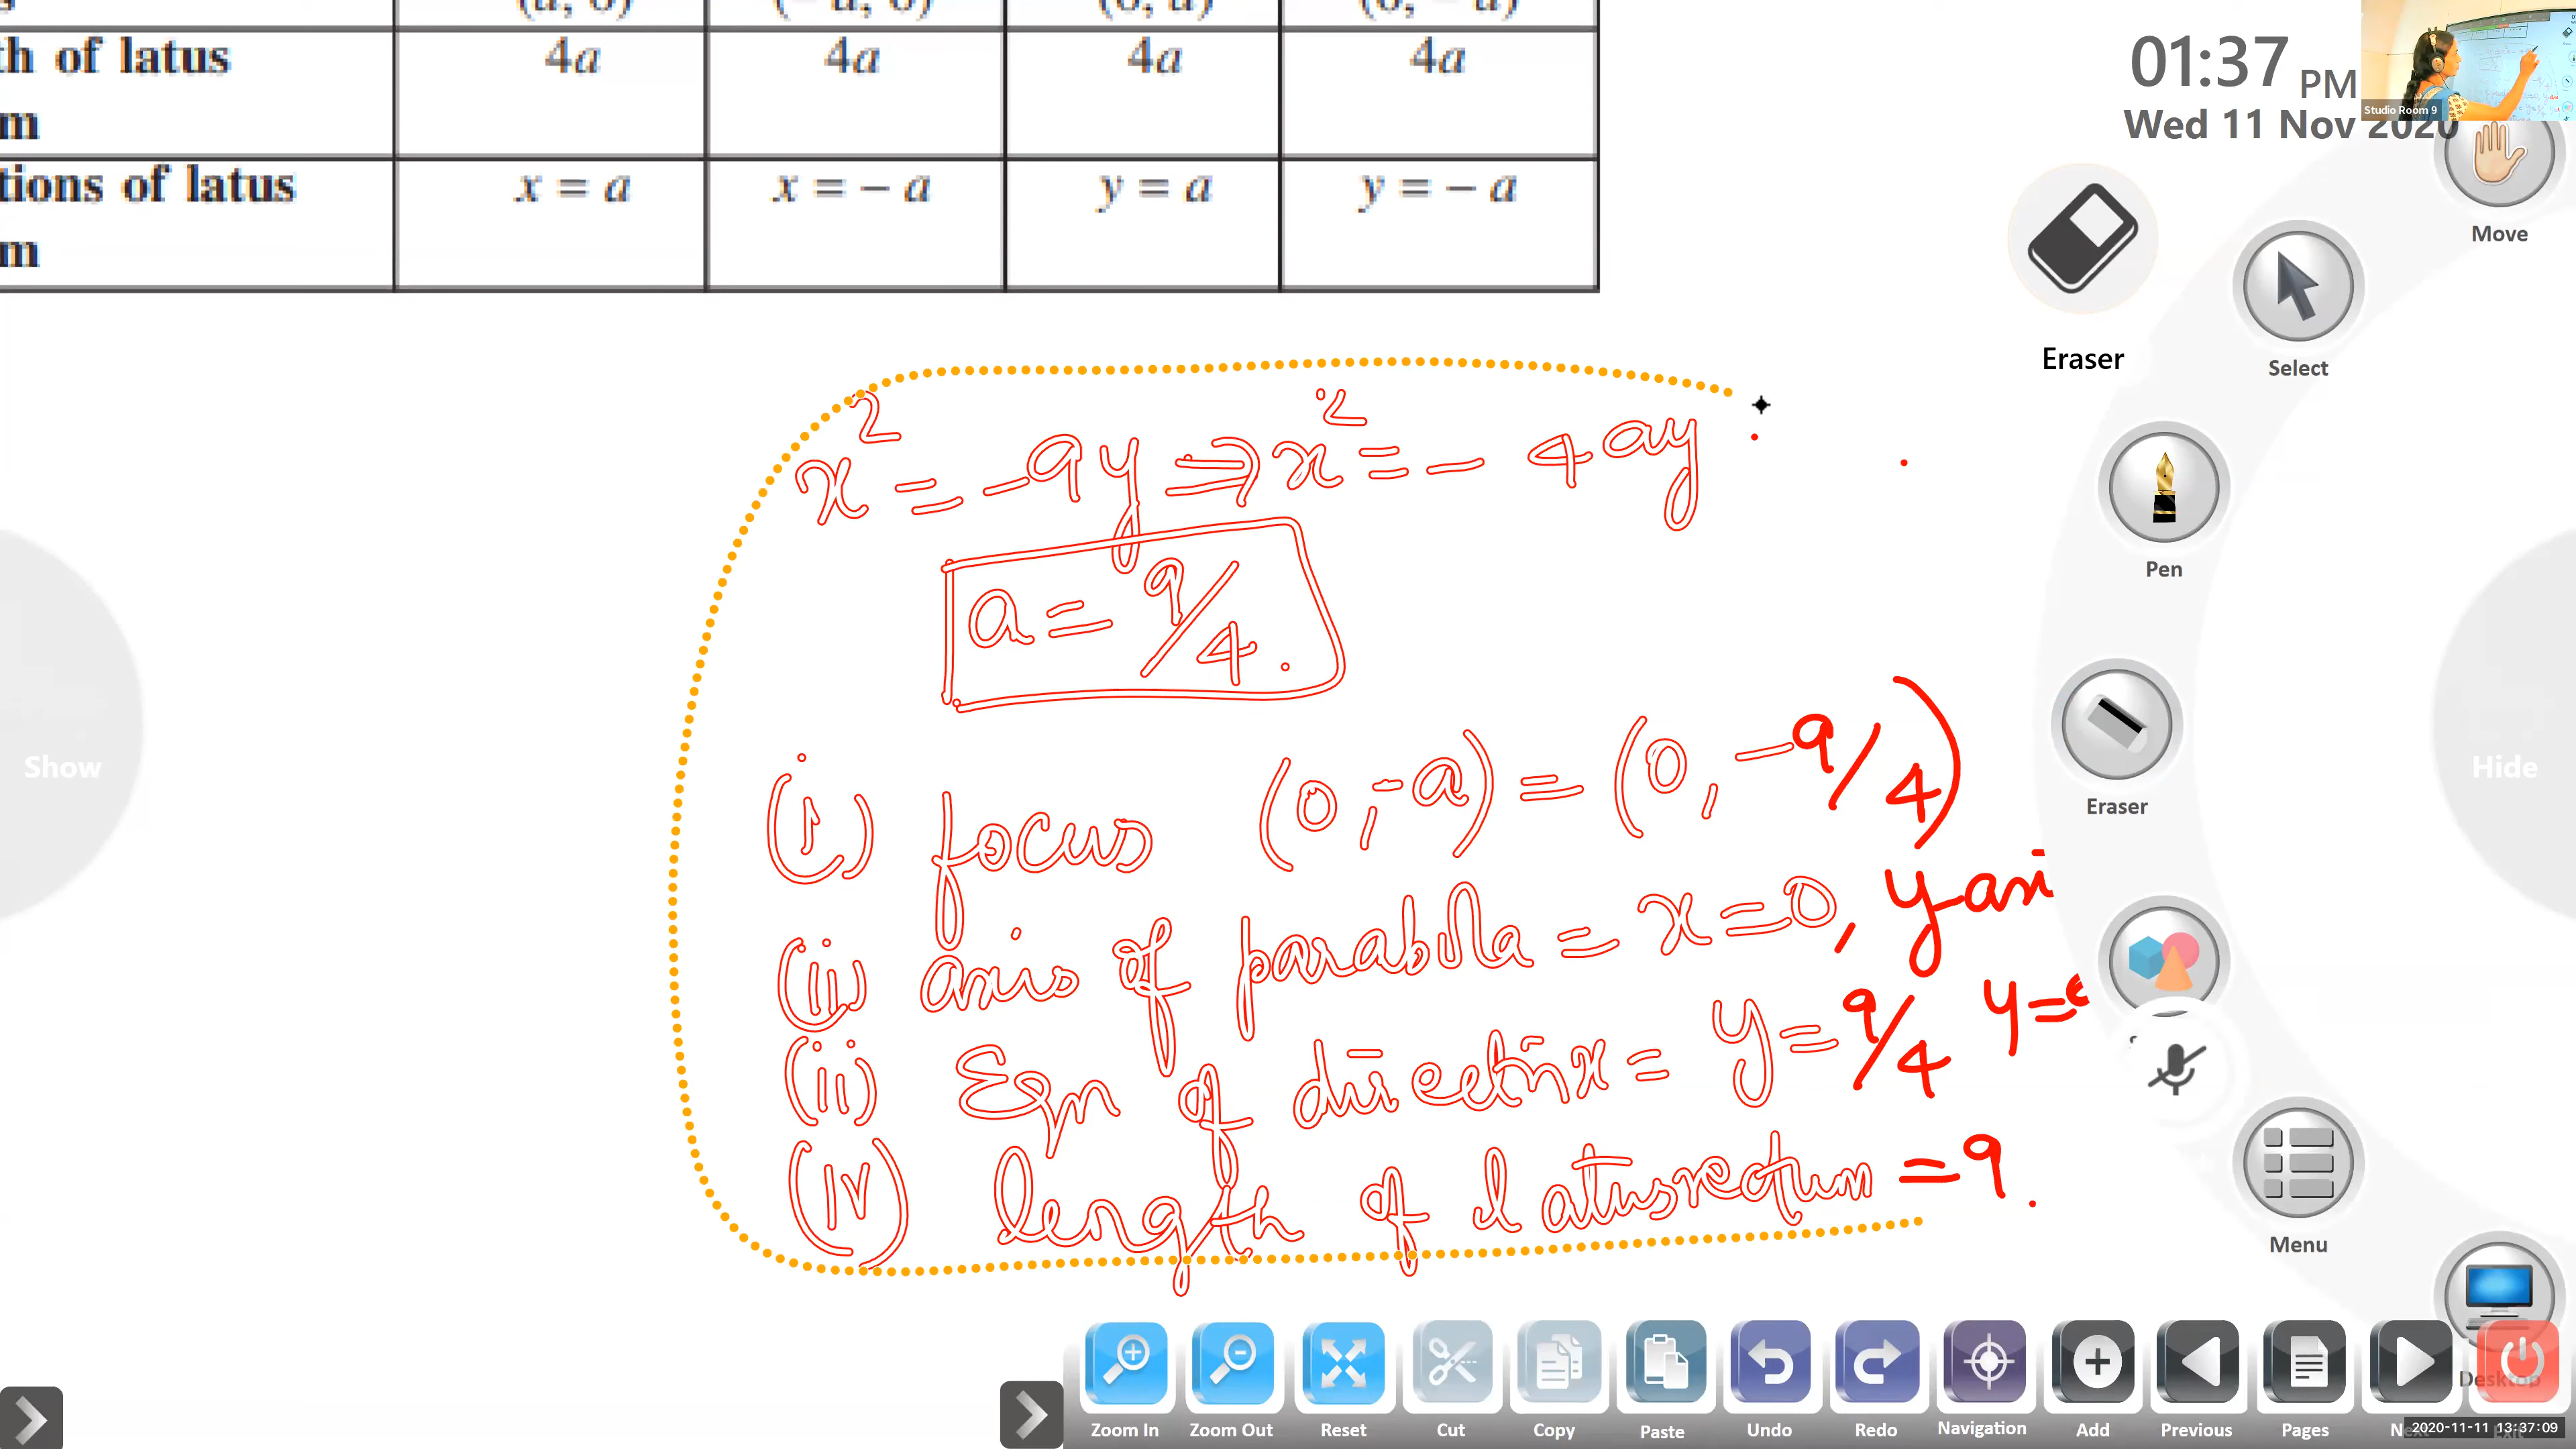 th of latus 4a 4a 4a 4a
m
tions of latus x = a x = – a y = a y = – a
m
01:37 PM
Wed 11 Nov 2020
Studio Room 9
Move
Eraser
Select
Pen
Eraser
Show
Hide
x² = -9y ⇒ x² = - 4ay
a = 9/4.
(i) focus (0,-a) = (0, -9/4)
(ii) axis of parabola = x=0, y axi
(ii) Eqn of directrix = y = 9/4 y=
(iv) length of latusrectum = 9.
Menu
Zoom In Zoom Out Reset Cut Copy Paste Undo Redo Navigation Add Previous Pages
Desktop
2020-11-11 13:37:09